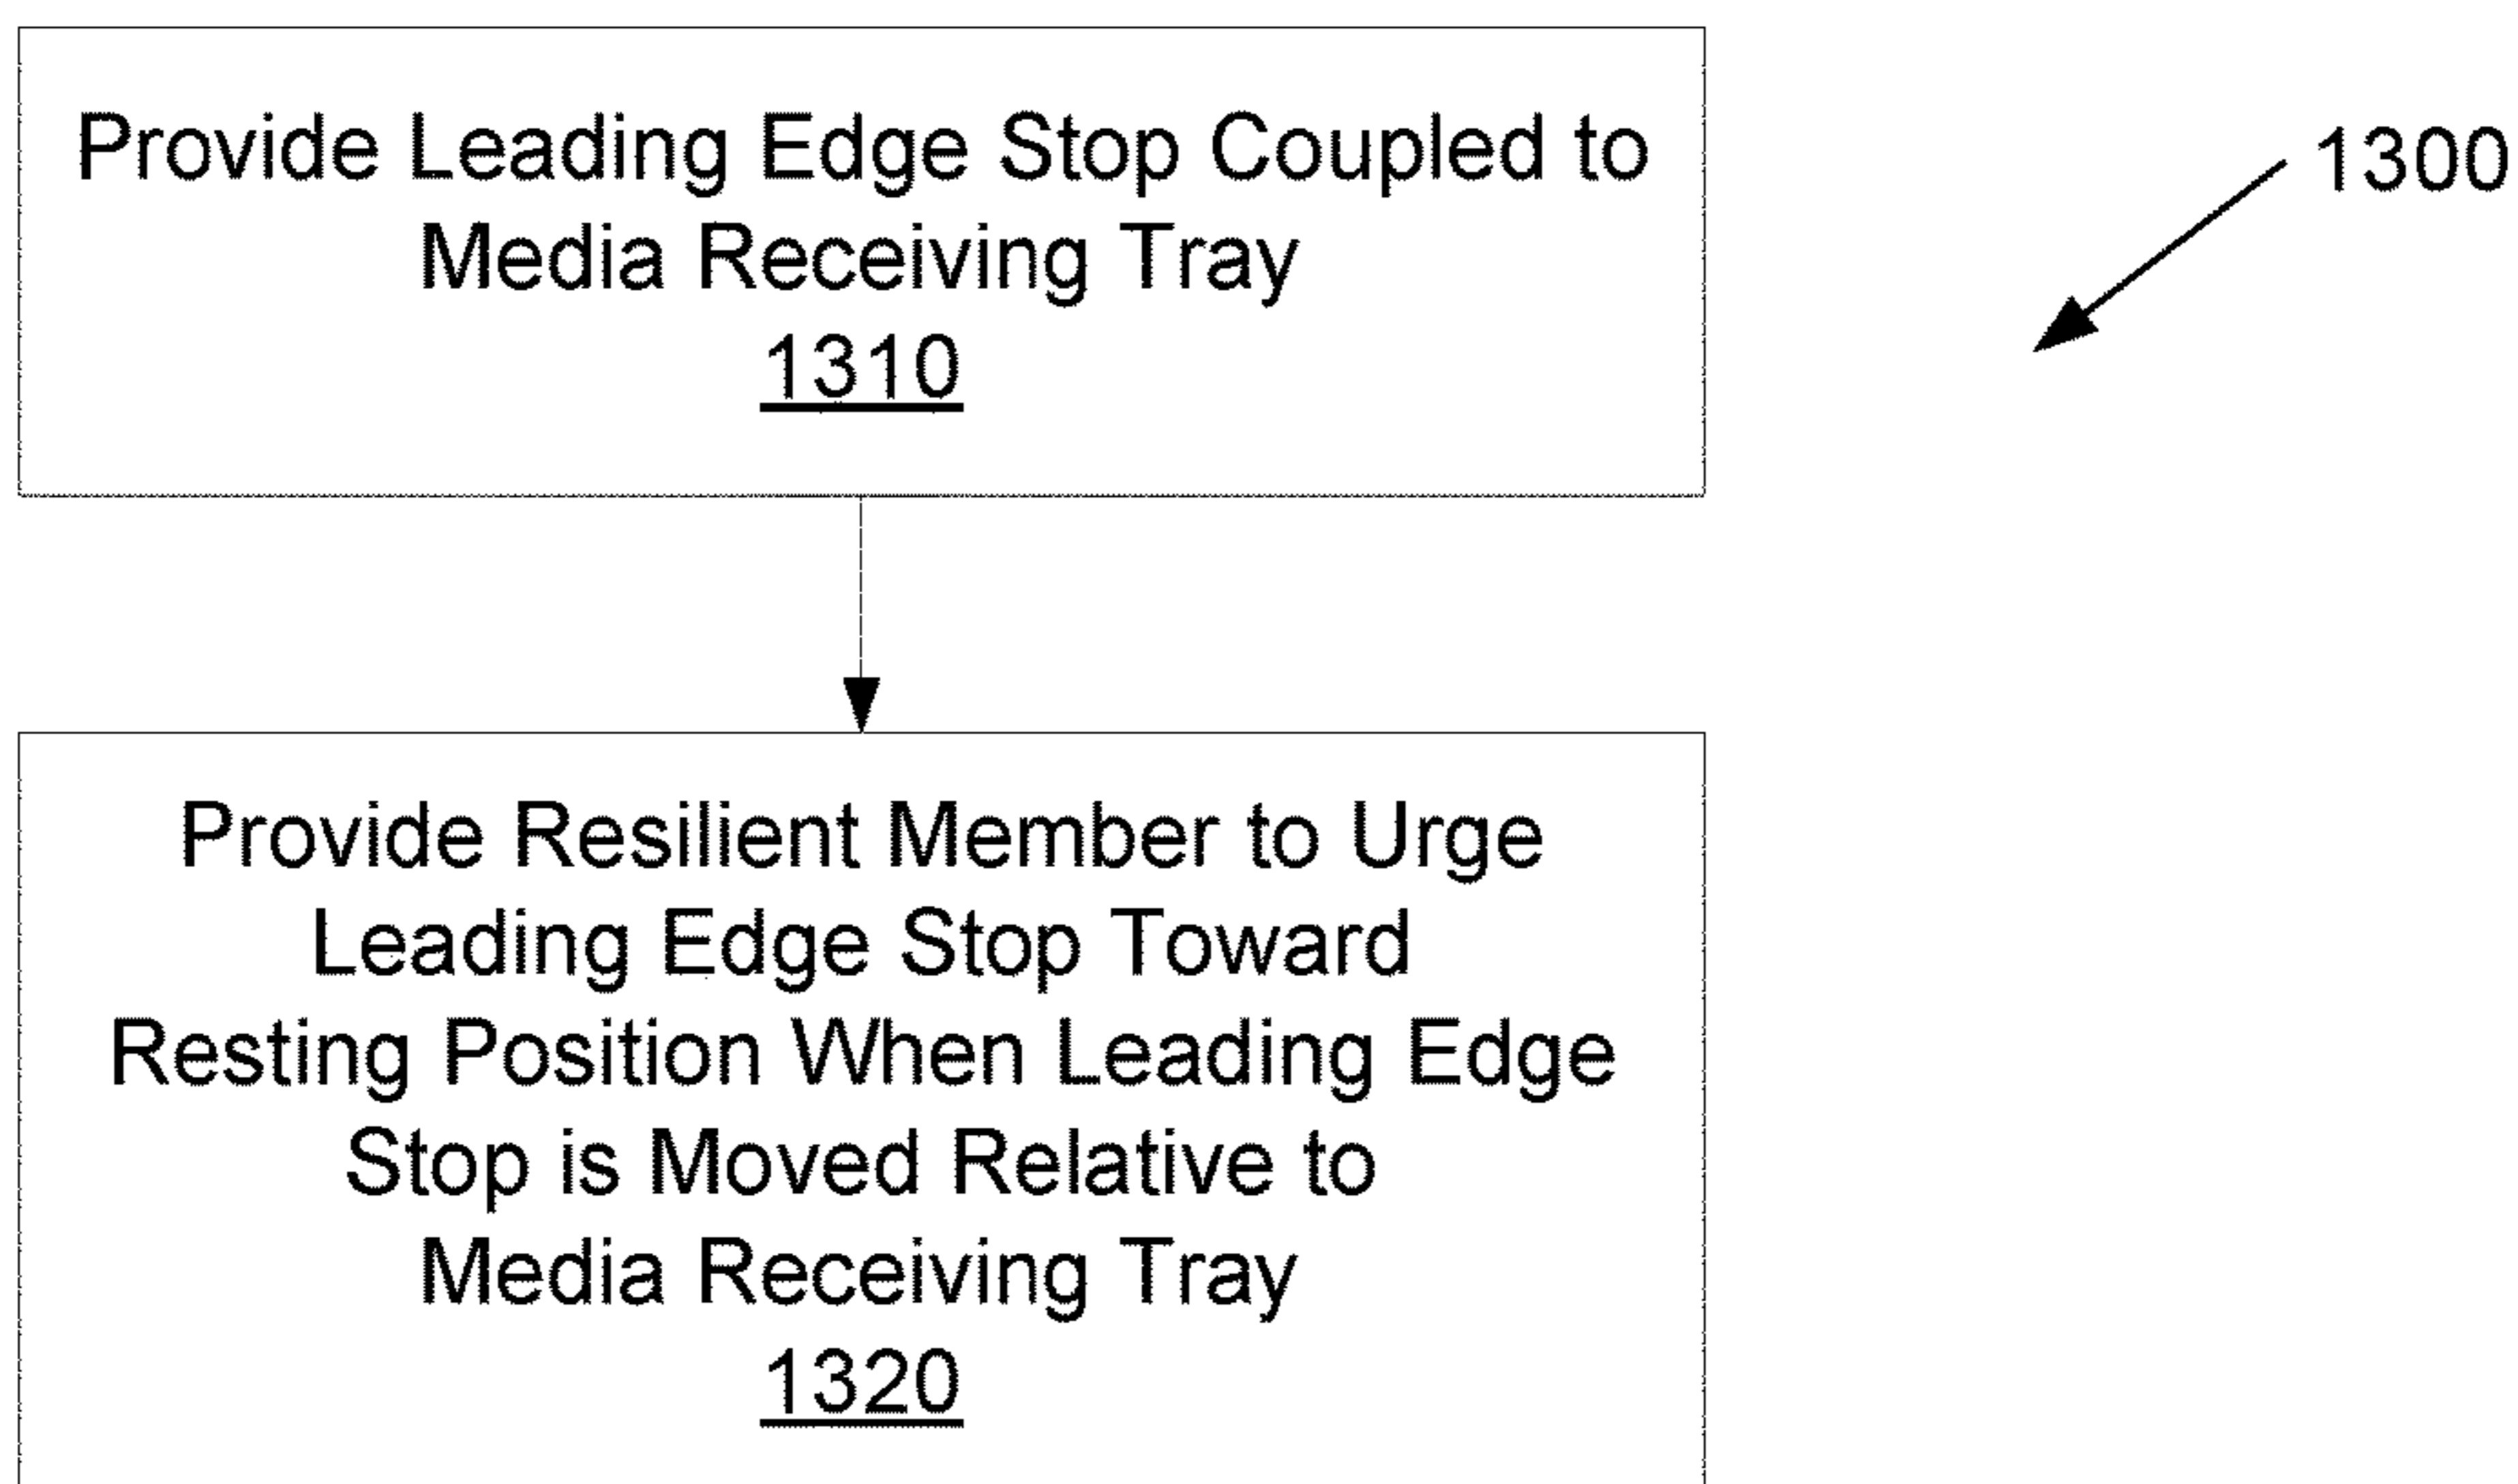 Provide Leading Edge Stop Coupled to
Media Receiving Tray
1310
1300
Provide Resilient Member to Urge
Leading Edge Stop Toward
Resting Position When Leading Edge
Stop is Moved Relative to
Media Receiving Tray
1320